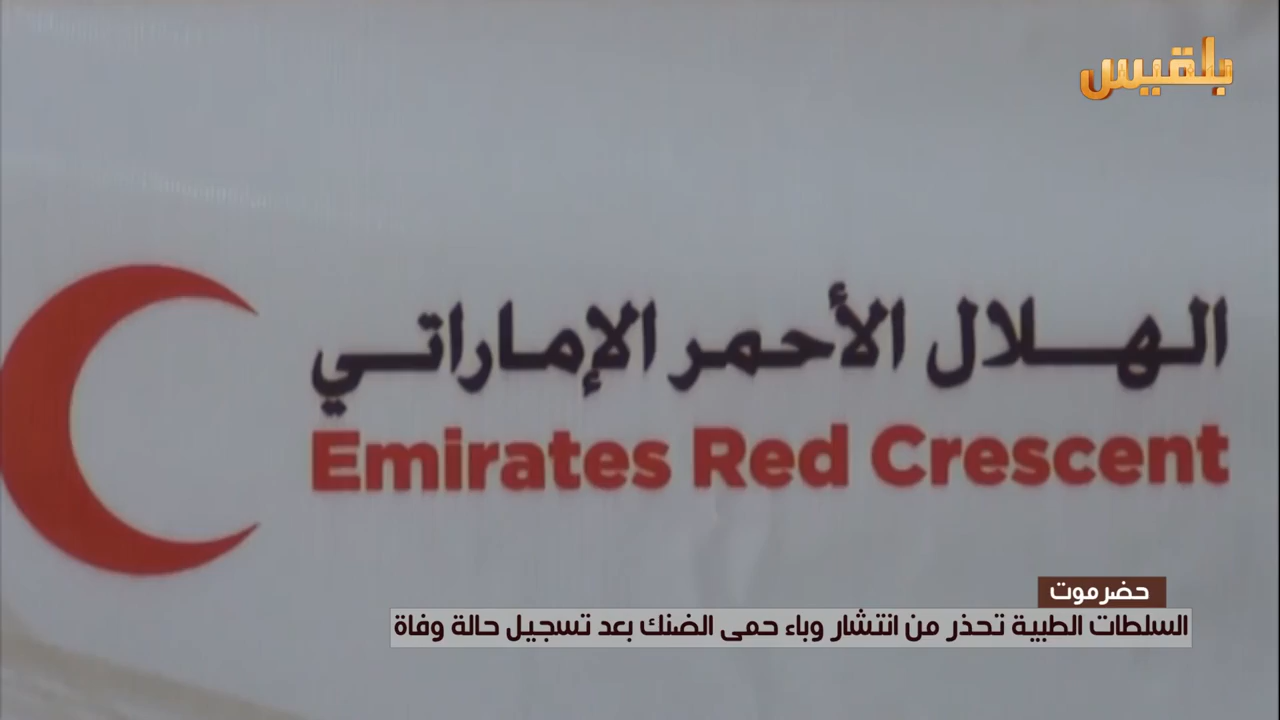 بلقيس
الهلال الأحمر الإماراتي
Emirates Red Crescent
حضرموت
السلطات الطبية تحذر من انتشار وباء حمى الضنك بعد تسجيل حالة وفاة